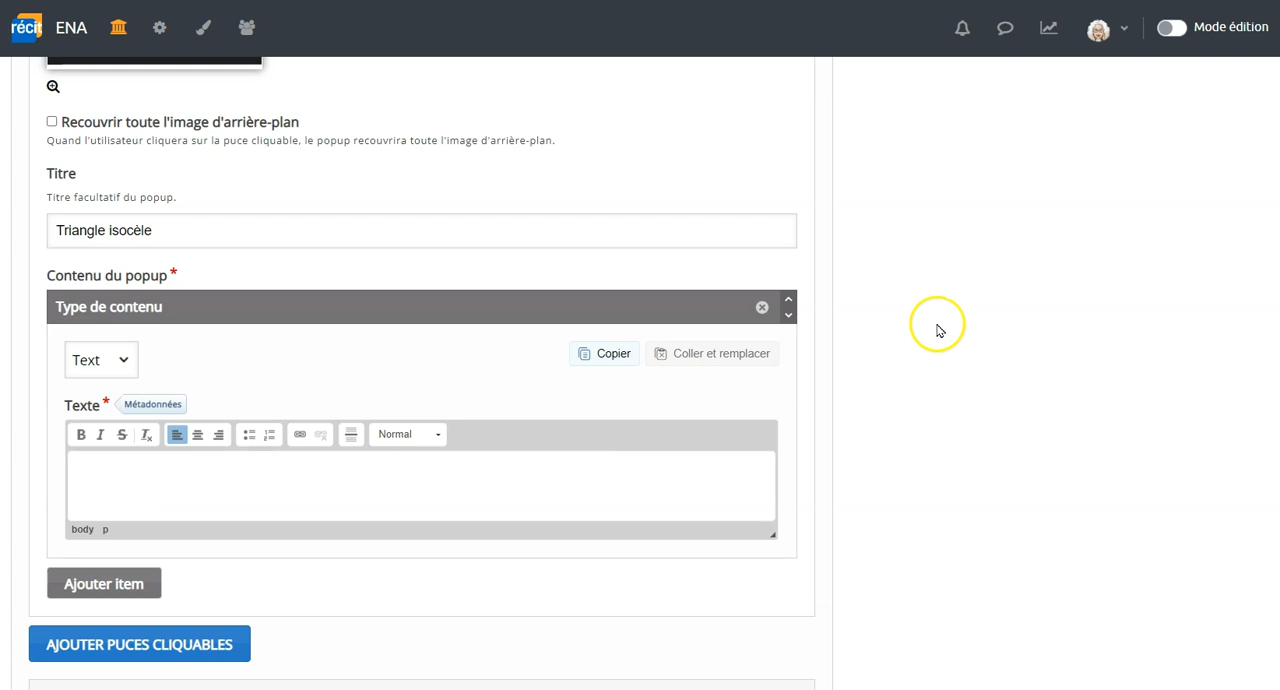 récit ENA Mode édition
Recouvrir toute l'image d'arrière-plan
Quand l'utilisateur cliquera sur la puce cliquable, le popup recouvrira toute l'image d'arrière-plan.
Titre
Titre facultatif du popup.
Triangle isocèle
Contenu du popup *
Type de contenu
Text Copier Coller et remplacer
Texte * Métadonnées
B I S Tx Normal
body p
Ajouter item
AJOUTER PUCES CLIQUABLES